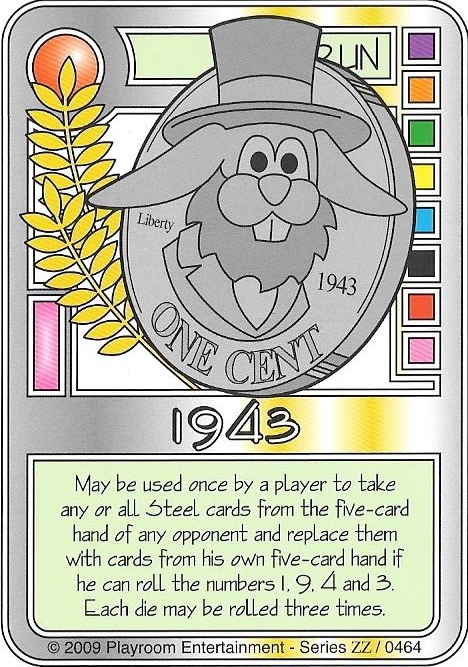 Liberty
1943
ONE CENT
1943
May be used once by a player to take
any or all Steel cards from the five-card
hand of any opponent and replace them
with cards from his own five-card hand if
he can roll the numbers 1, 9, 4 and 3.
Each die may be rolled three times.
© 2009 Playroom Entertainment - Series ZZ / 0464